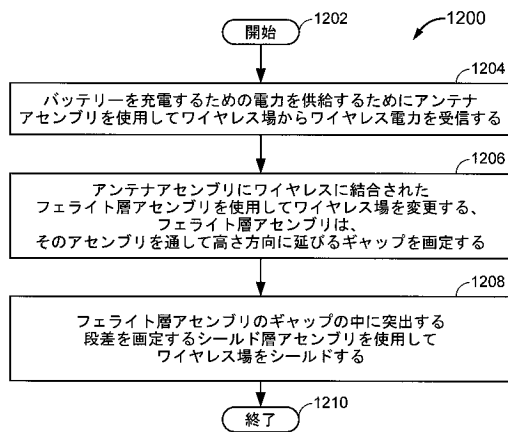 1200
開始
1202
1204
バッテリーを充電するための電力を供給するためにアンテナ
アセンブリを使用してワイヤレス場からワイヤレス電力を受信する
1206
アンテナアセンブリにワイヤレスに結合された
フェライト層アセンブリを使用してワイヤレス場を変更する、
フェライト層アセンブリは、
そのアセンブリを通して高さ方向に延びるギャップを画定する
1208
フェライト層アセンブリのギャップの中に突出する
段差を画定するシールド層アセンブリを使用して
ワイヤレス場をシールドする
終了
1210